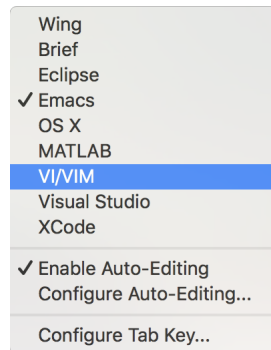 Wing
Brief
Eclipse
✓ Emacs
OS X
MATLAB
VI/VIM
Visual Studio
XCode
✓ Enable Auto-Editing
Configure Auto-Editing...
Configure Tab Key...